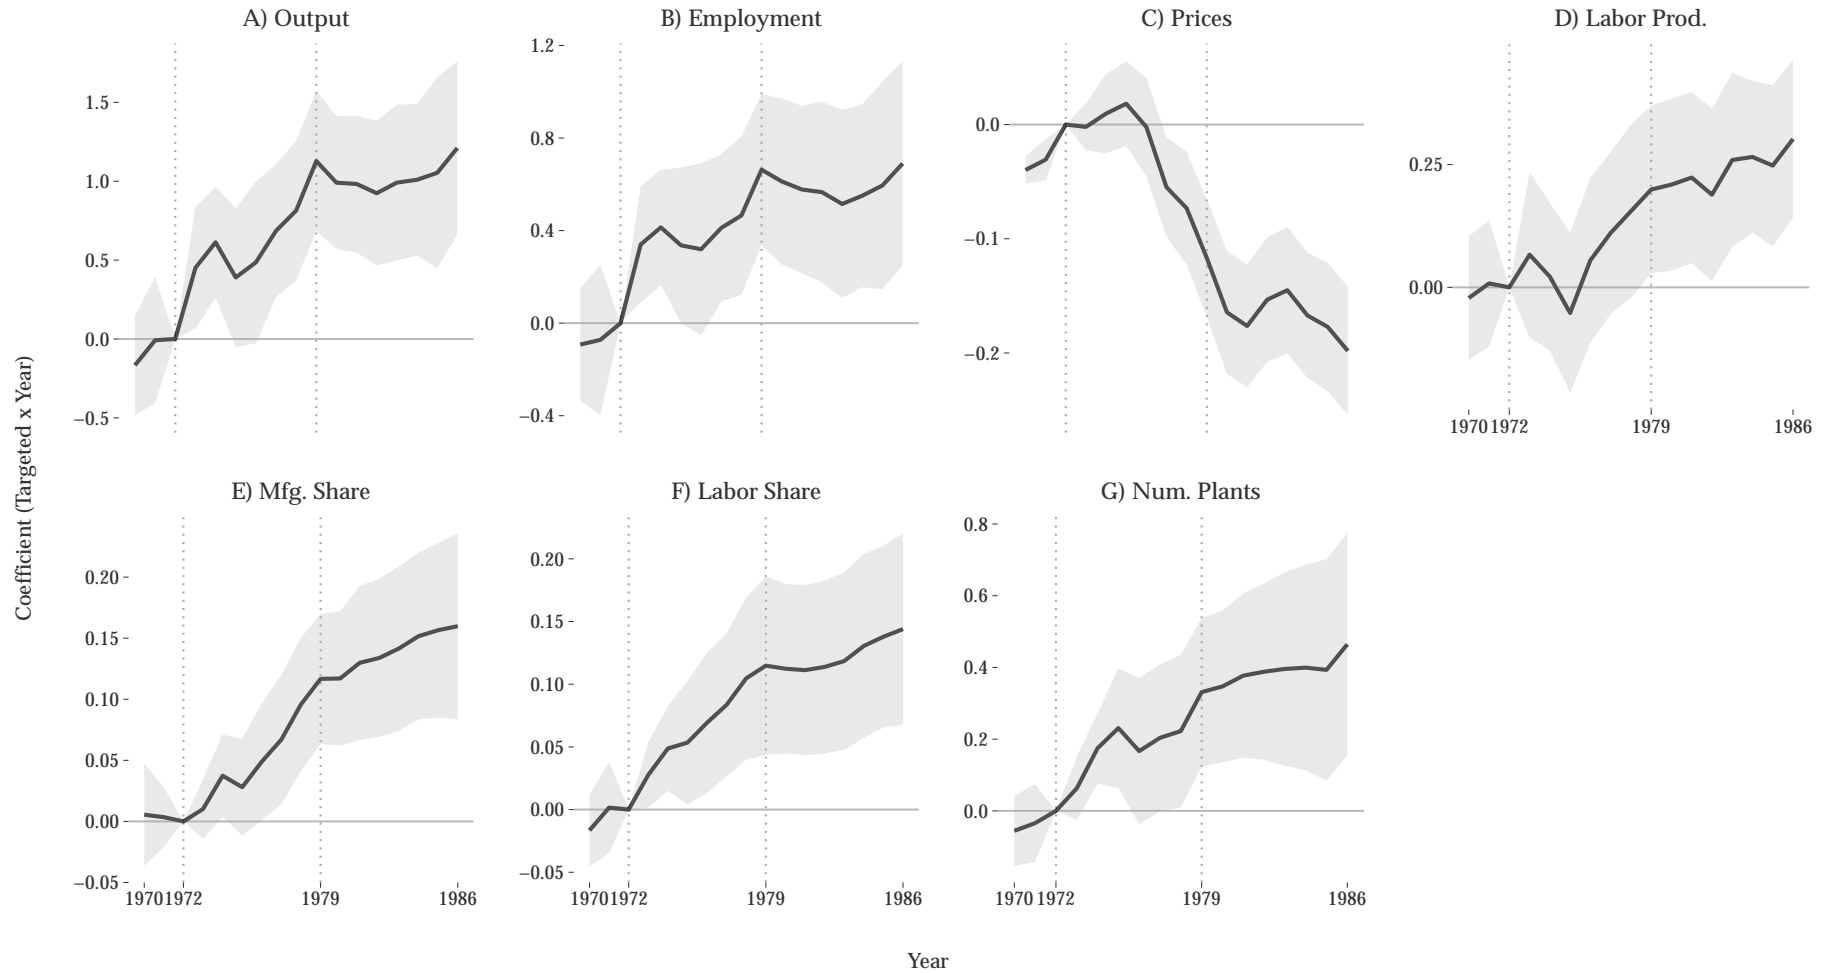 A) Output
B) Employment
C) Prices
D) Labor Prod.
1.5
1.0
0.5
0.0
−0.5
1.2
0.8
0.4
0.0
−0.4
0.0
−0.1
−0.2
0.25
0.00
1970 1972 1979 1986
Coefficient (Targeted x Year)
E) Mfg. Share
F) Labor Share
G) Num. Plants
0.20
0.15
0.10
0.05
0.00
−0.05
1970 1972 1979 1986
0.20
0.15
0.10
0.05
0.00
−0.05
1970 1972 1979 1986
0.8
0.6
0.4
0.2
0.0
1970 1972 1979 1986
Year